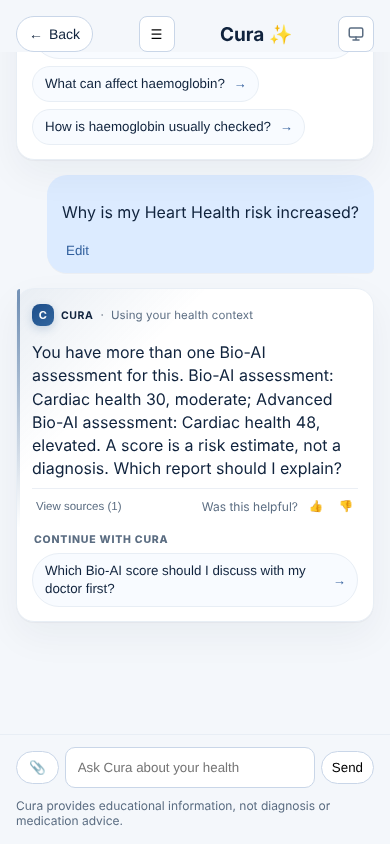 ← Back
☰
Cura ✨
What can affect haemoglobin? →
How is haemoglobin usually checked? →
Why is my Heart Health risk increased?
Edit
C CURA · Using your health context
You have more than one Bio-AI
assessment for this. Bio-AI assessment:
Cardiac health 30, moderate; Advanced
Bio-AI assessment: Cardiac health 48,
elevated. A score is a risk estimate, not a
diagnosis. Which report should I explain?
View sources (1)
Was this helpful? 👍 👎
CONTINUE WITH CURA
Which Bio-AI score should I discuss with my
doctor first? →
📎 Ask Cura about your health Send
Cura provides educational information, not diagnosis or
medication advice.